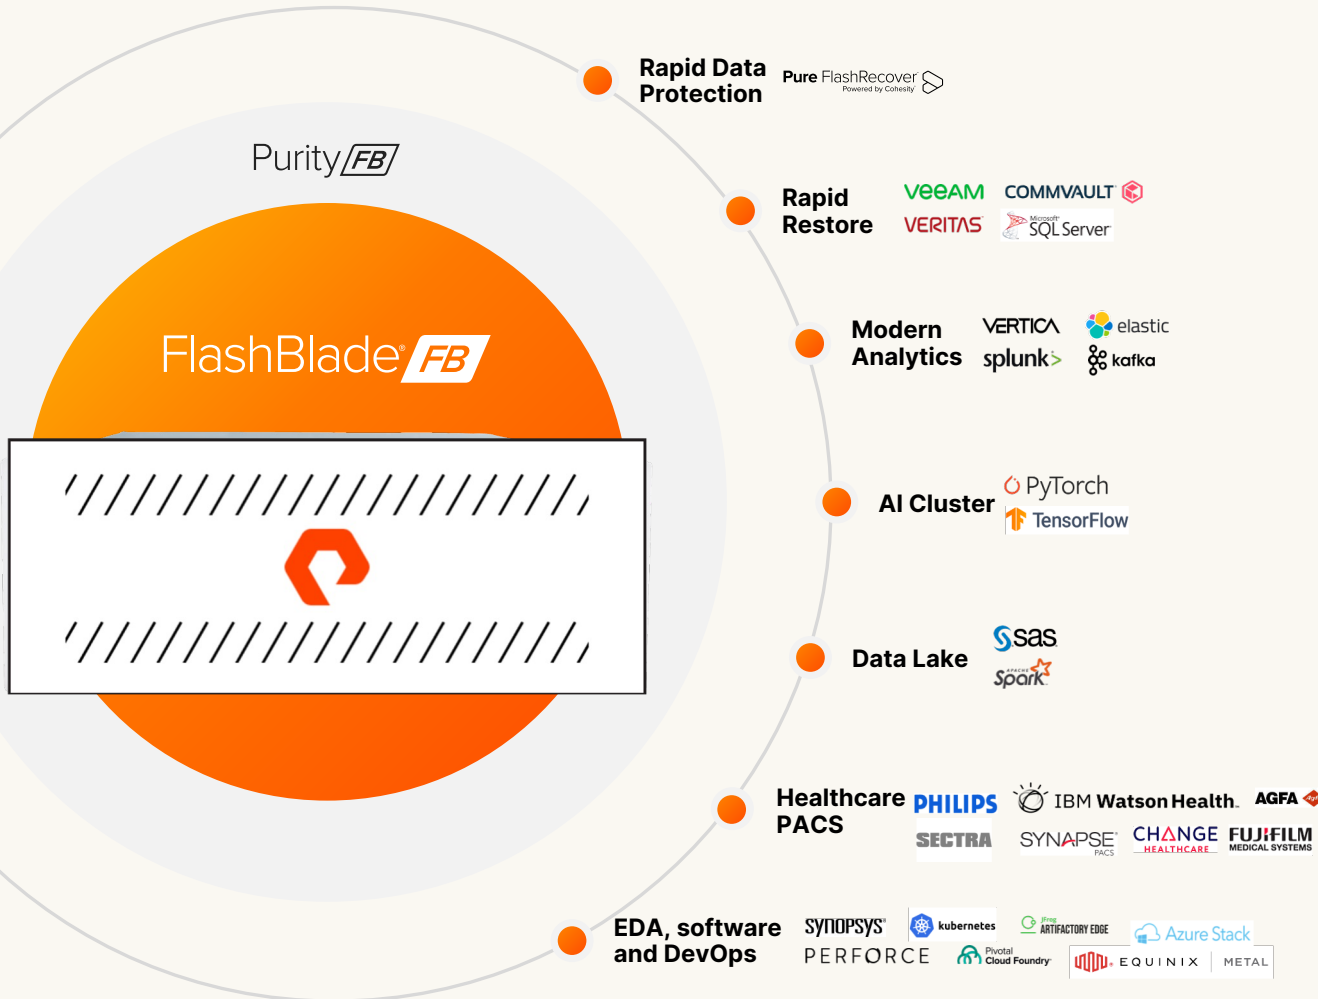 Purity FB
FlashBlade® FB
Rapid Data
Protection
Pure FlashRecover
Powered by Cohesity
Rapid
Restore
veeAM
COMMVAULT
VERITAS
Microsoft
SQL Server
Modern
Analytics
VERTICA
elastic
splunk>
kafka
AI Cluster
PyTorch
TensorFlow
Data Lake
sas
APACHE
Spark
Healthcare
PACS
PHILIPS
IBM Watson Health
AGFA
SECTRA
SYNAPSE
PACS
CHANGE
HEALTHCARE
FUJIFILM
MEDICAL SYSTEMS
EDA, software
and DevOps
SYNOPSYS®
kubernetes
JFrog
ARTIFACTORY EDGE
Azure Stack
PERFORCE
Pivotal
Cloud Foundry
EQUINIX | METAL